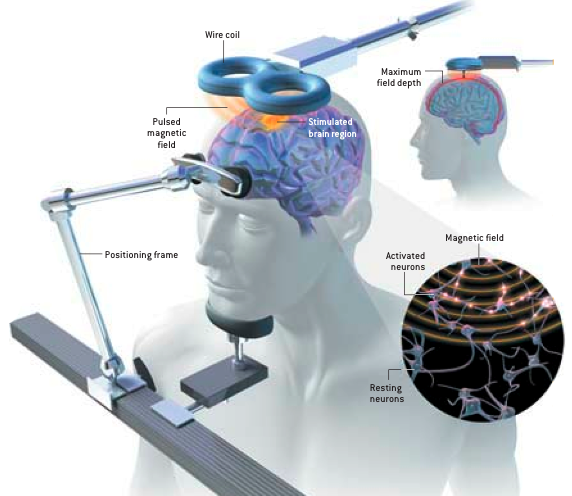 Wire coil
Maximum
field depth
Pulsed
magnetic
field
Stimulated
brain region
Magnetic field
Activated
neurons
Positioning frame
Resting
neurons